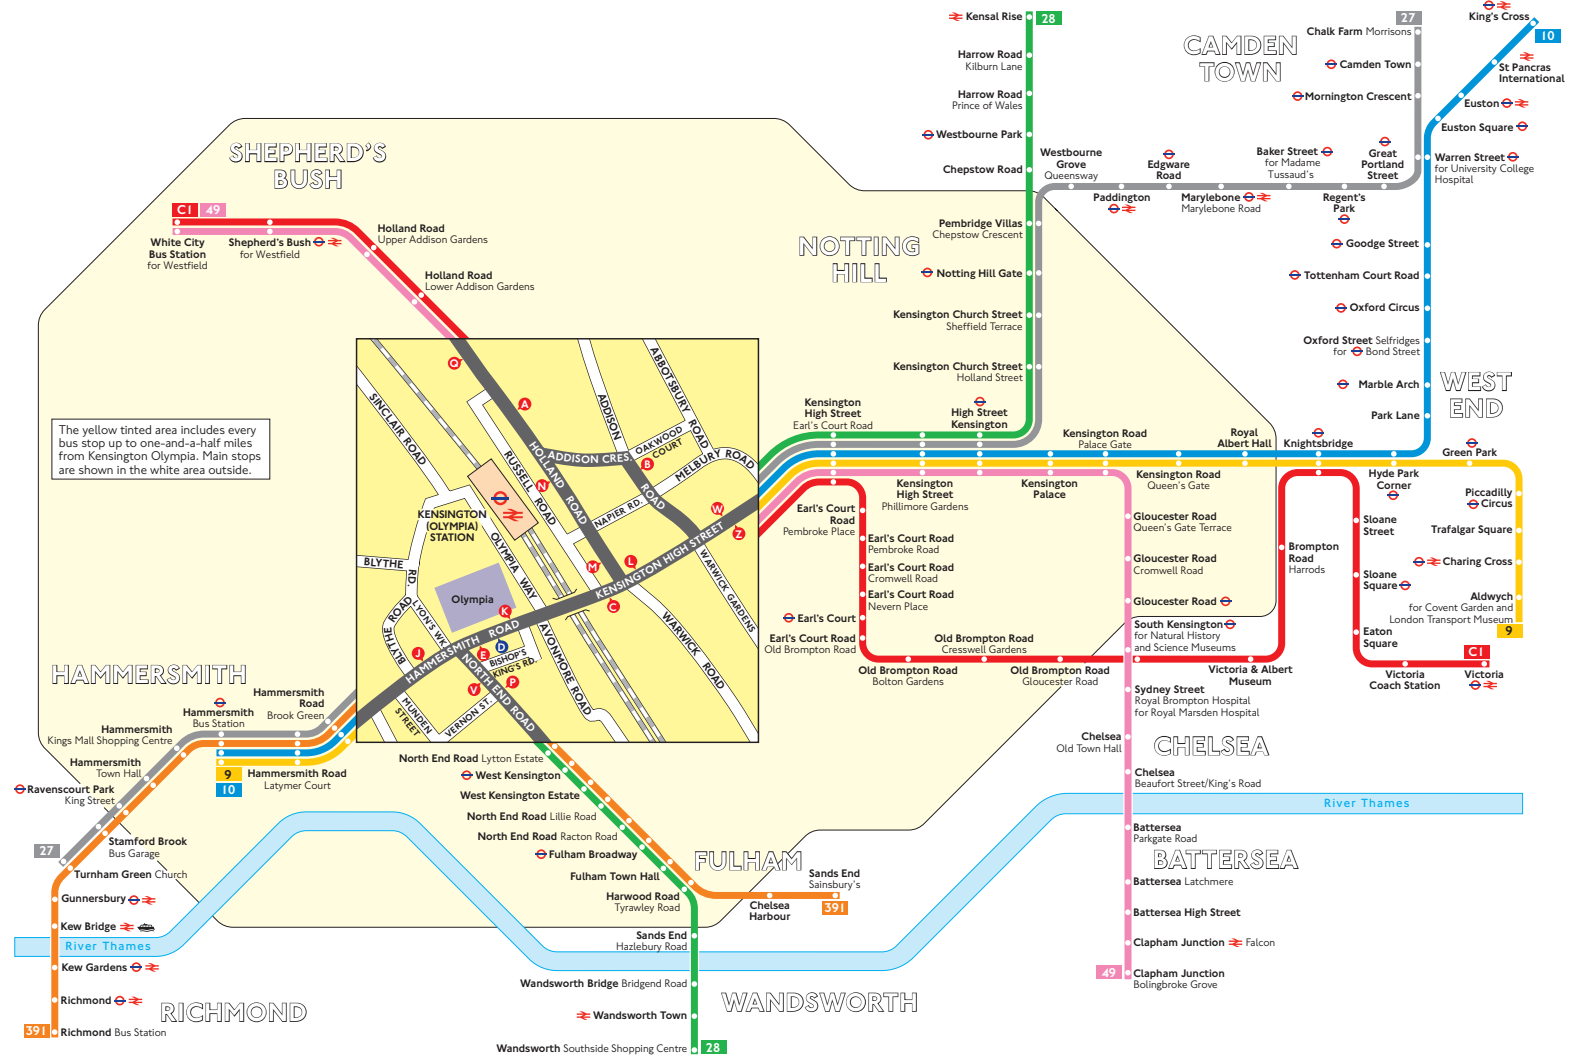 Kensal Rise
28
Harrow Road
Kilburn Lane
Harrow Road
Prince of Wales
Westbourne Park
Chepstow Road
Pembridge Villas
Chepstow Crescent
Notting Hill Gate
Kensington Church Street
Sheffield Terrace
Kensington Church Street
Holland Street
CAMDEN
TOWN
27
Chalk Farm Morrisons
Camden Town
Mornington Crescent
Westbourne
Grove
Queensway
Paddington
Edgware
Road
Marylebone
Marylebone Road
Baker Street
for Madame
Tussaud's
Regent's
Park
Great
Portland
Street
King's Cross
10
St Pancras
International
Euston
Euston Square
Warren Street
for University College
Hospital
Goodge Street
Tottenham Court Road
Oxford Circus
Oxford Street Selfridges
for Bond Street
Marble Arch
Park Lane
WEST
END
SHEPHERD'S
BUSH
C1
49
White City
Bus Station
for Westfield
Shepherd's Bush
for Westfield
Holland Road
Upper Addison Gardens
Holland Road
Lower Addison Gardens
NOTTING
HILL
The yellow tinted area includes every
bus stop up to one-and-a-half miles
from Kensington Olympia. Main stops
are shown in the white area outside.
Q
A
N
B
W
Z
M
L
C
K
J
E
D
P
V
SINCLAIR ROAD
RUSSELL ROAD
HOLLAND ROAD
ADDISON CRES.
ADDISON
ROAD
ABBOTSBURY ROAD
OAKWOOD
COURT
MELBURY ROAD
NAPIER RD.
KENSINGTON HIGH STREET
KENSINGTON
(OLYMPIA)
STATION
OLYMPIA WAY
BLYTHE
RD.
BLYTHE ROAD
LYON'S WK.
Olympia
HAMMERSMITH ROAD
BISHOP'S
KING'S RD.
AVONMORE ROAD
NORTH END ROAD
VERNON ST.
MUNDEN
STREET
WARWICK GARDENS
WARWICK ROAD
Kensington
High Street
Earl's Court Road
High Street
Kensington
Kensington Road
Palace Gate
Royal
Albert Hall
Knightsbridge
Green Park
Kensington
High Street
Phillimore Gardens
Kensington
Palace
Kensington Road
Queen's Gate
Hyde Park
Corner
Piccadilly
Circus
Trafalgar Square
Charing Cross
Aldwych
for Covent Garden and
London Transport Museum
9
Earl's Court
Road
Pembroke Place
Earl's Court Road
Pembroke Road
Earl's Court Road
Cromwell Road
Earl's Court Road
Nevern Place
Earl's Court
Earl's Court Road
Old Brompton Road
Old Brompton Road
Bolton Gardens
Old Brompton Road
Cresswell Gardens
Old Brompton Road
Gloucester Road
Gloucester Road
Queen's Gate Terrace
Gloucester Road
Cromwell Road
Gloucester Road
South Kensington
for Natural History
and Science Museums
Victoria & Albert
Museum
Brompton
Road
Harrods
Sloane
Street
Sloane
Square
Eaton
Square
Victoria
Coach Station
C1
Victoria
Sydney Street
Royal Brompton Hospital
for Royal Marsden Hospital
Chelsea
Old Town Hall
CHELSEA
Chelsea
Beaufort Street/King's Road
River Thames
Battersea
Parkgate Road
BATTERSEA
Battersea Latchmere
Battersea High Street
Clapham Junction Falcon
49
Clapham Junction
Bolingbroke Grove
HAMMERSMITH
Hammersmith
Bus Station
Hammersmith
Road
Brook Green
Hammersmith
Kings Mall Shopping Centre
Hammersmith
Town Hall
Ravenscourt Park
King Street
9
10
Hammersmith Road
Latymer Court
Stamford Brook
Bus Garage
27
Turnham Green Church
Gunnersbury
Kew Bridge
River Thames
Kew Gardens
Richmond
RICHMOND
391
Richmond Bus Station
North End Road Lytton Estate
West Kensington
West Kensington Estate
North End Road Lillie Road
North End Road Racton Road
Fulham Broadway
Fulham Town Hall
Harwood Road
Tyrawley Road
FULHAM
Sands End
Sainsbury's
391
Chelsea
Harbour
Sands End
Hazlebury Road
Wandsworth Bridge Bridgend Road
WANDSWORTH
Wandsworth Town
Wandsworth Southside Shopping Centre
28